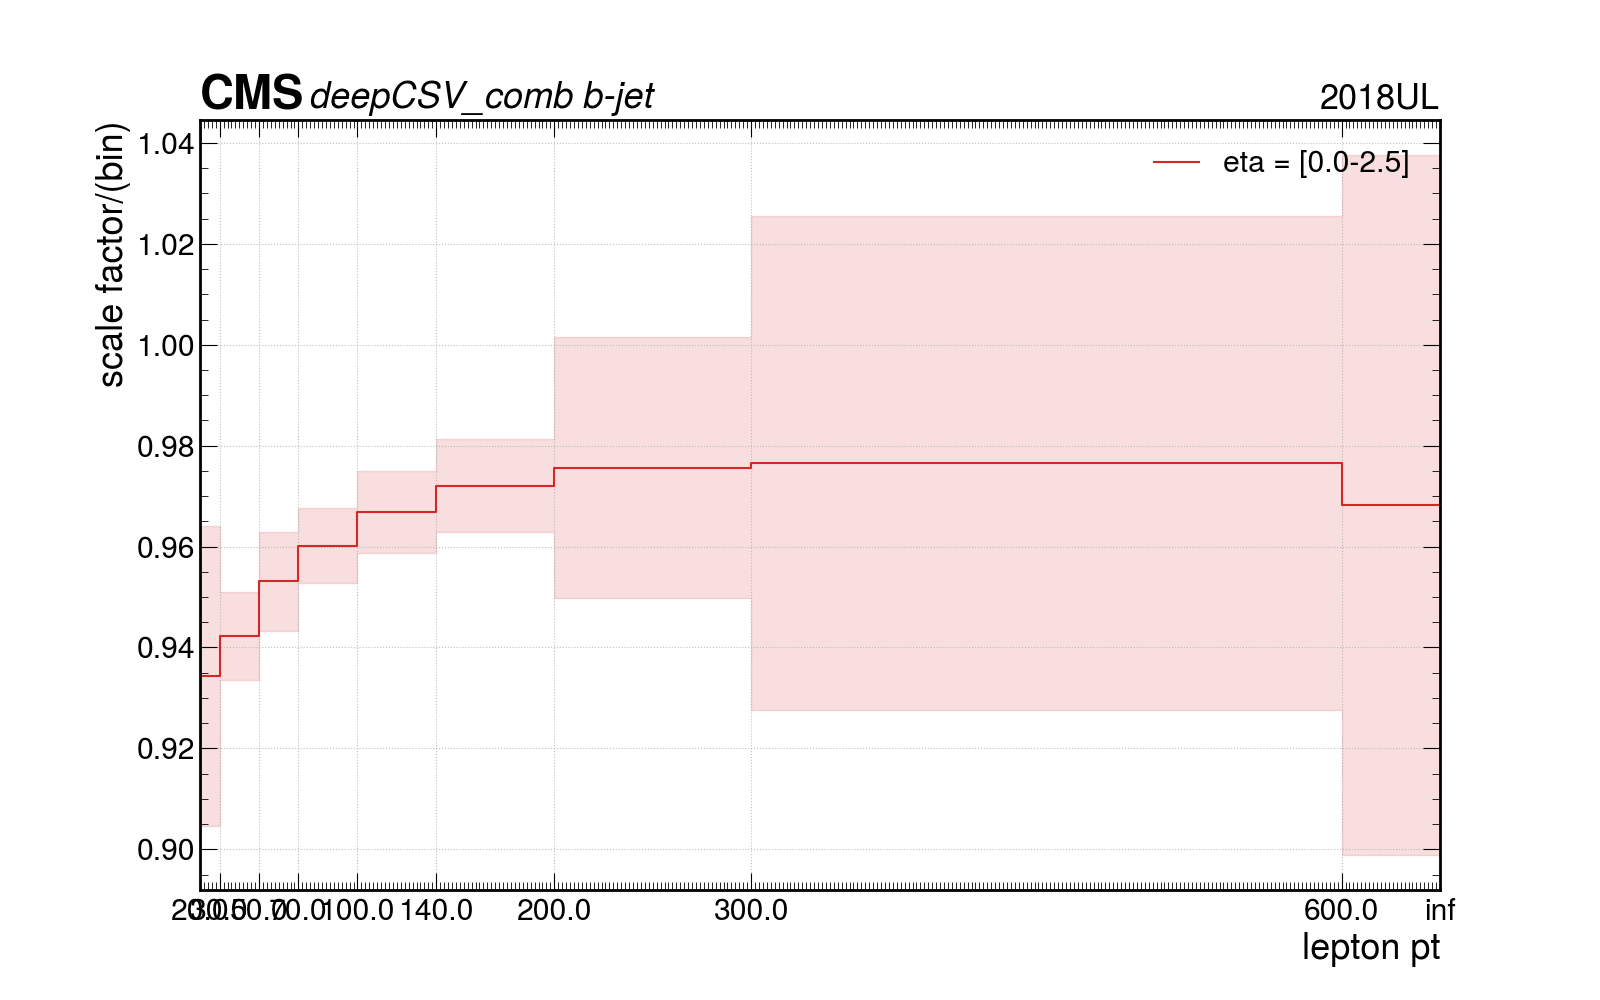 CMS deepCSV_comb b-jet 2018UL
scale factor/(bin)
1.04
1.02
1.00
0.98
0.96
0.94
0.92
0.90
eta = [0.0-2.5]
100.0 140.0 200.0 300.0 600.0 inf
lepton pt